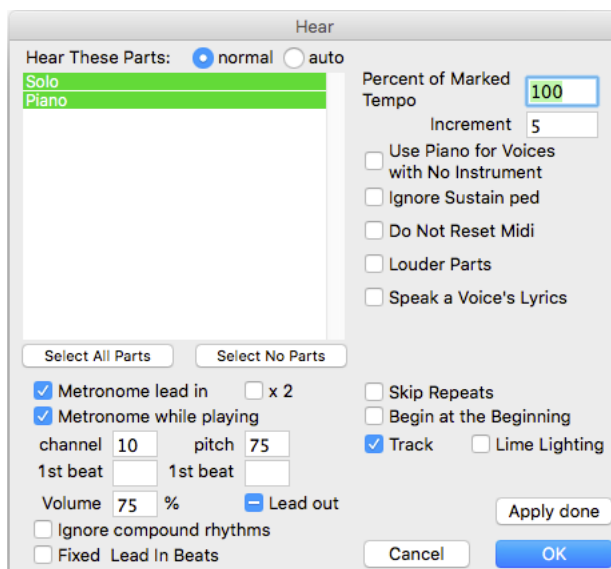 Hear
Hear These Parts: normal auto
Solo
Piano
Percent of Marked
Tempo 100
Increment 5
Use Piano for Voices
with No Instrument
Ignore Sustain ped
Do Not Reset Midi
Louder Parts
Speak a Voice's Lyrics
Select All Parts Select No Parts
Metronome lead in x 2
Metronome while playing
channel 10 pitch 75
1st beat 1st beat
Volume 75 % Lead out
Ignore compound rhythms
Fixed Lead In Beats
Skip Repeats
Begin at the Beginning
Track Lime Lighting
Apply done
Cancel OK